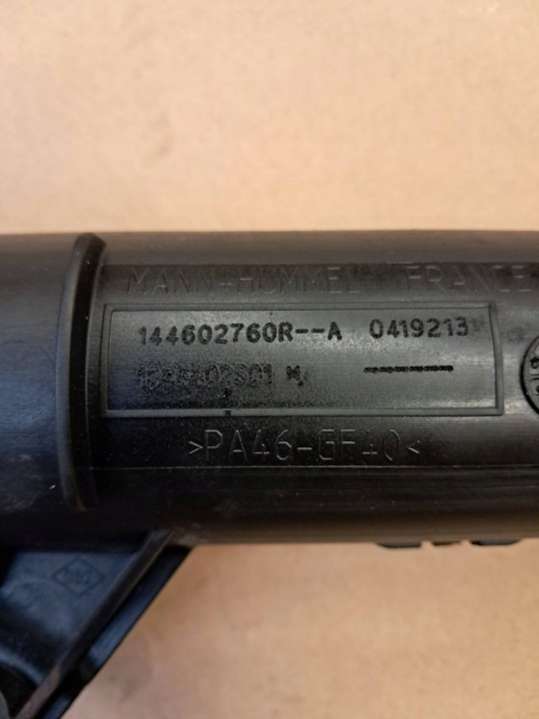 MANN+HUMMEL FRANCE
144602760R--A 0419213
>PA46-GF40<